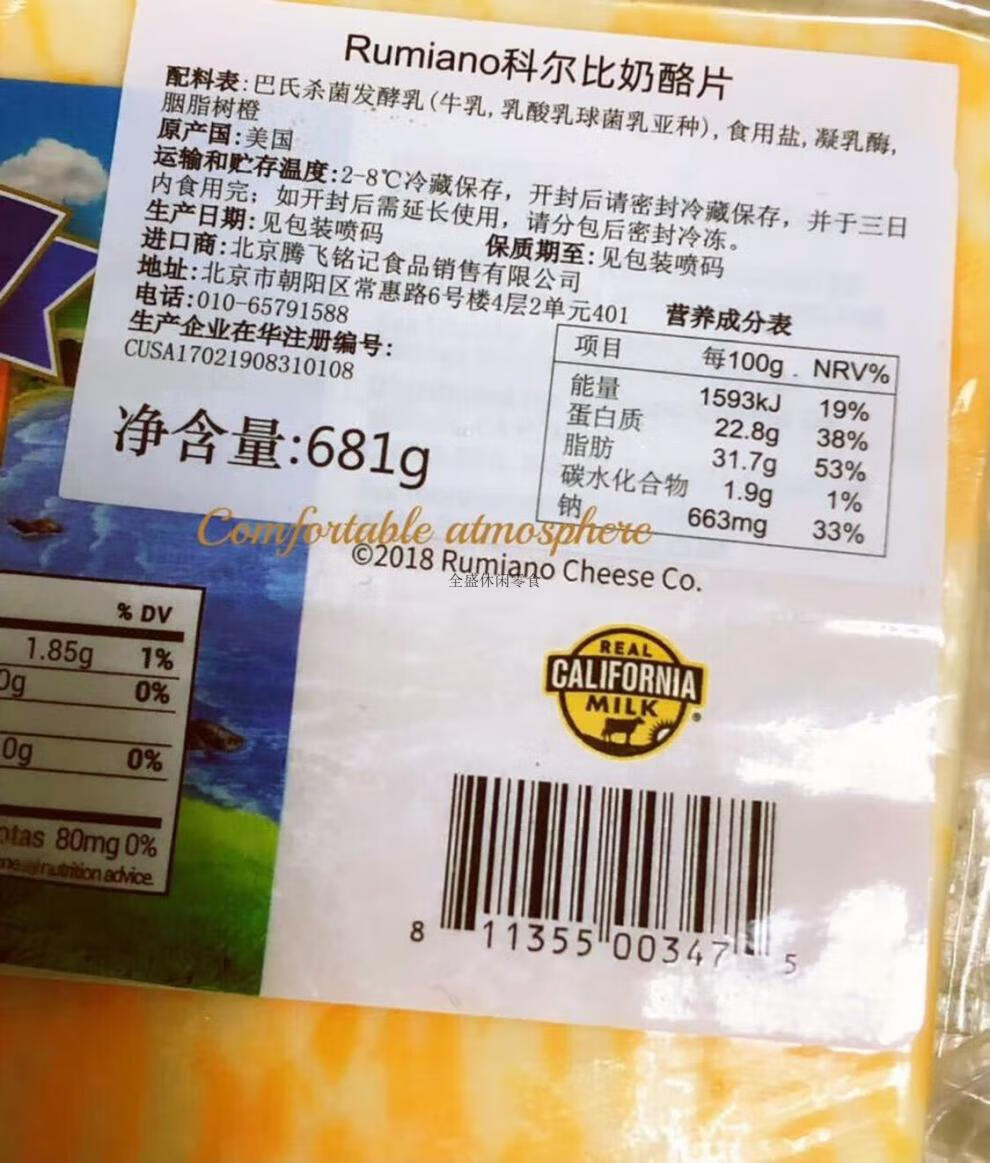 Rumiano科尔比奶酪片
配料表:巴氏杀菌发酵乳(牛乳,乳酸乳球菌乳亚种),食用盐,凝乳酶,
胭脂树橙
原产国:美国
运输和贮存温度:2-8℃冷藏保存，开封后请密封冷藏保存，并于三日
内食用完；如开封后需延长使用，请分包后密封冷冻。
生产日期:见包装喷码 保质期至:见包装喷码
进口商:北京腾飞铭记食品销售有限公司
地址:北京市朝阳区常惠路6号楼4层2单元401
电话:010-65791588
生产企业在华注册编号:
CUSA17021908310108
净含量:681g
营养成分表
项目 每100g NRV%
能量 1593kJ 19%
蛋白质 22.8g 38%
脂肪 31.7g 53%
碳水化合物 1.9g 1%
钠 663mg 33%
Comfortable atmosphere
©2018 Rumiano Cheese Co.
全盛休闲零食
% DV
1.85g 1%
0g 0%
0g 0%
80mg 0%
nutrition advice.
REAL
CALIFORNIA
MILK
®
8 11355 00347 5